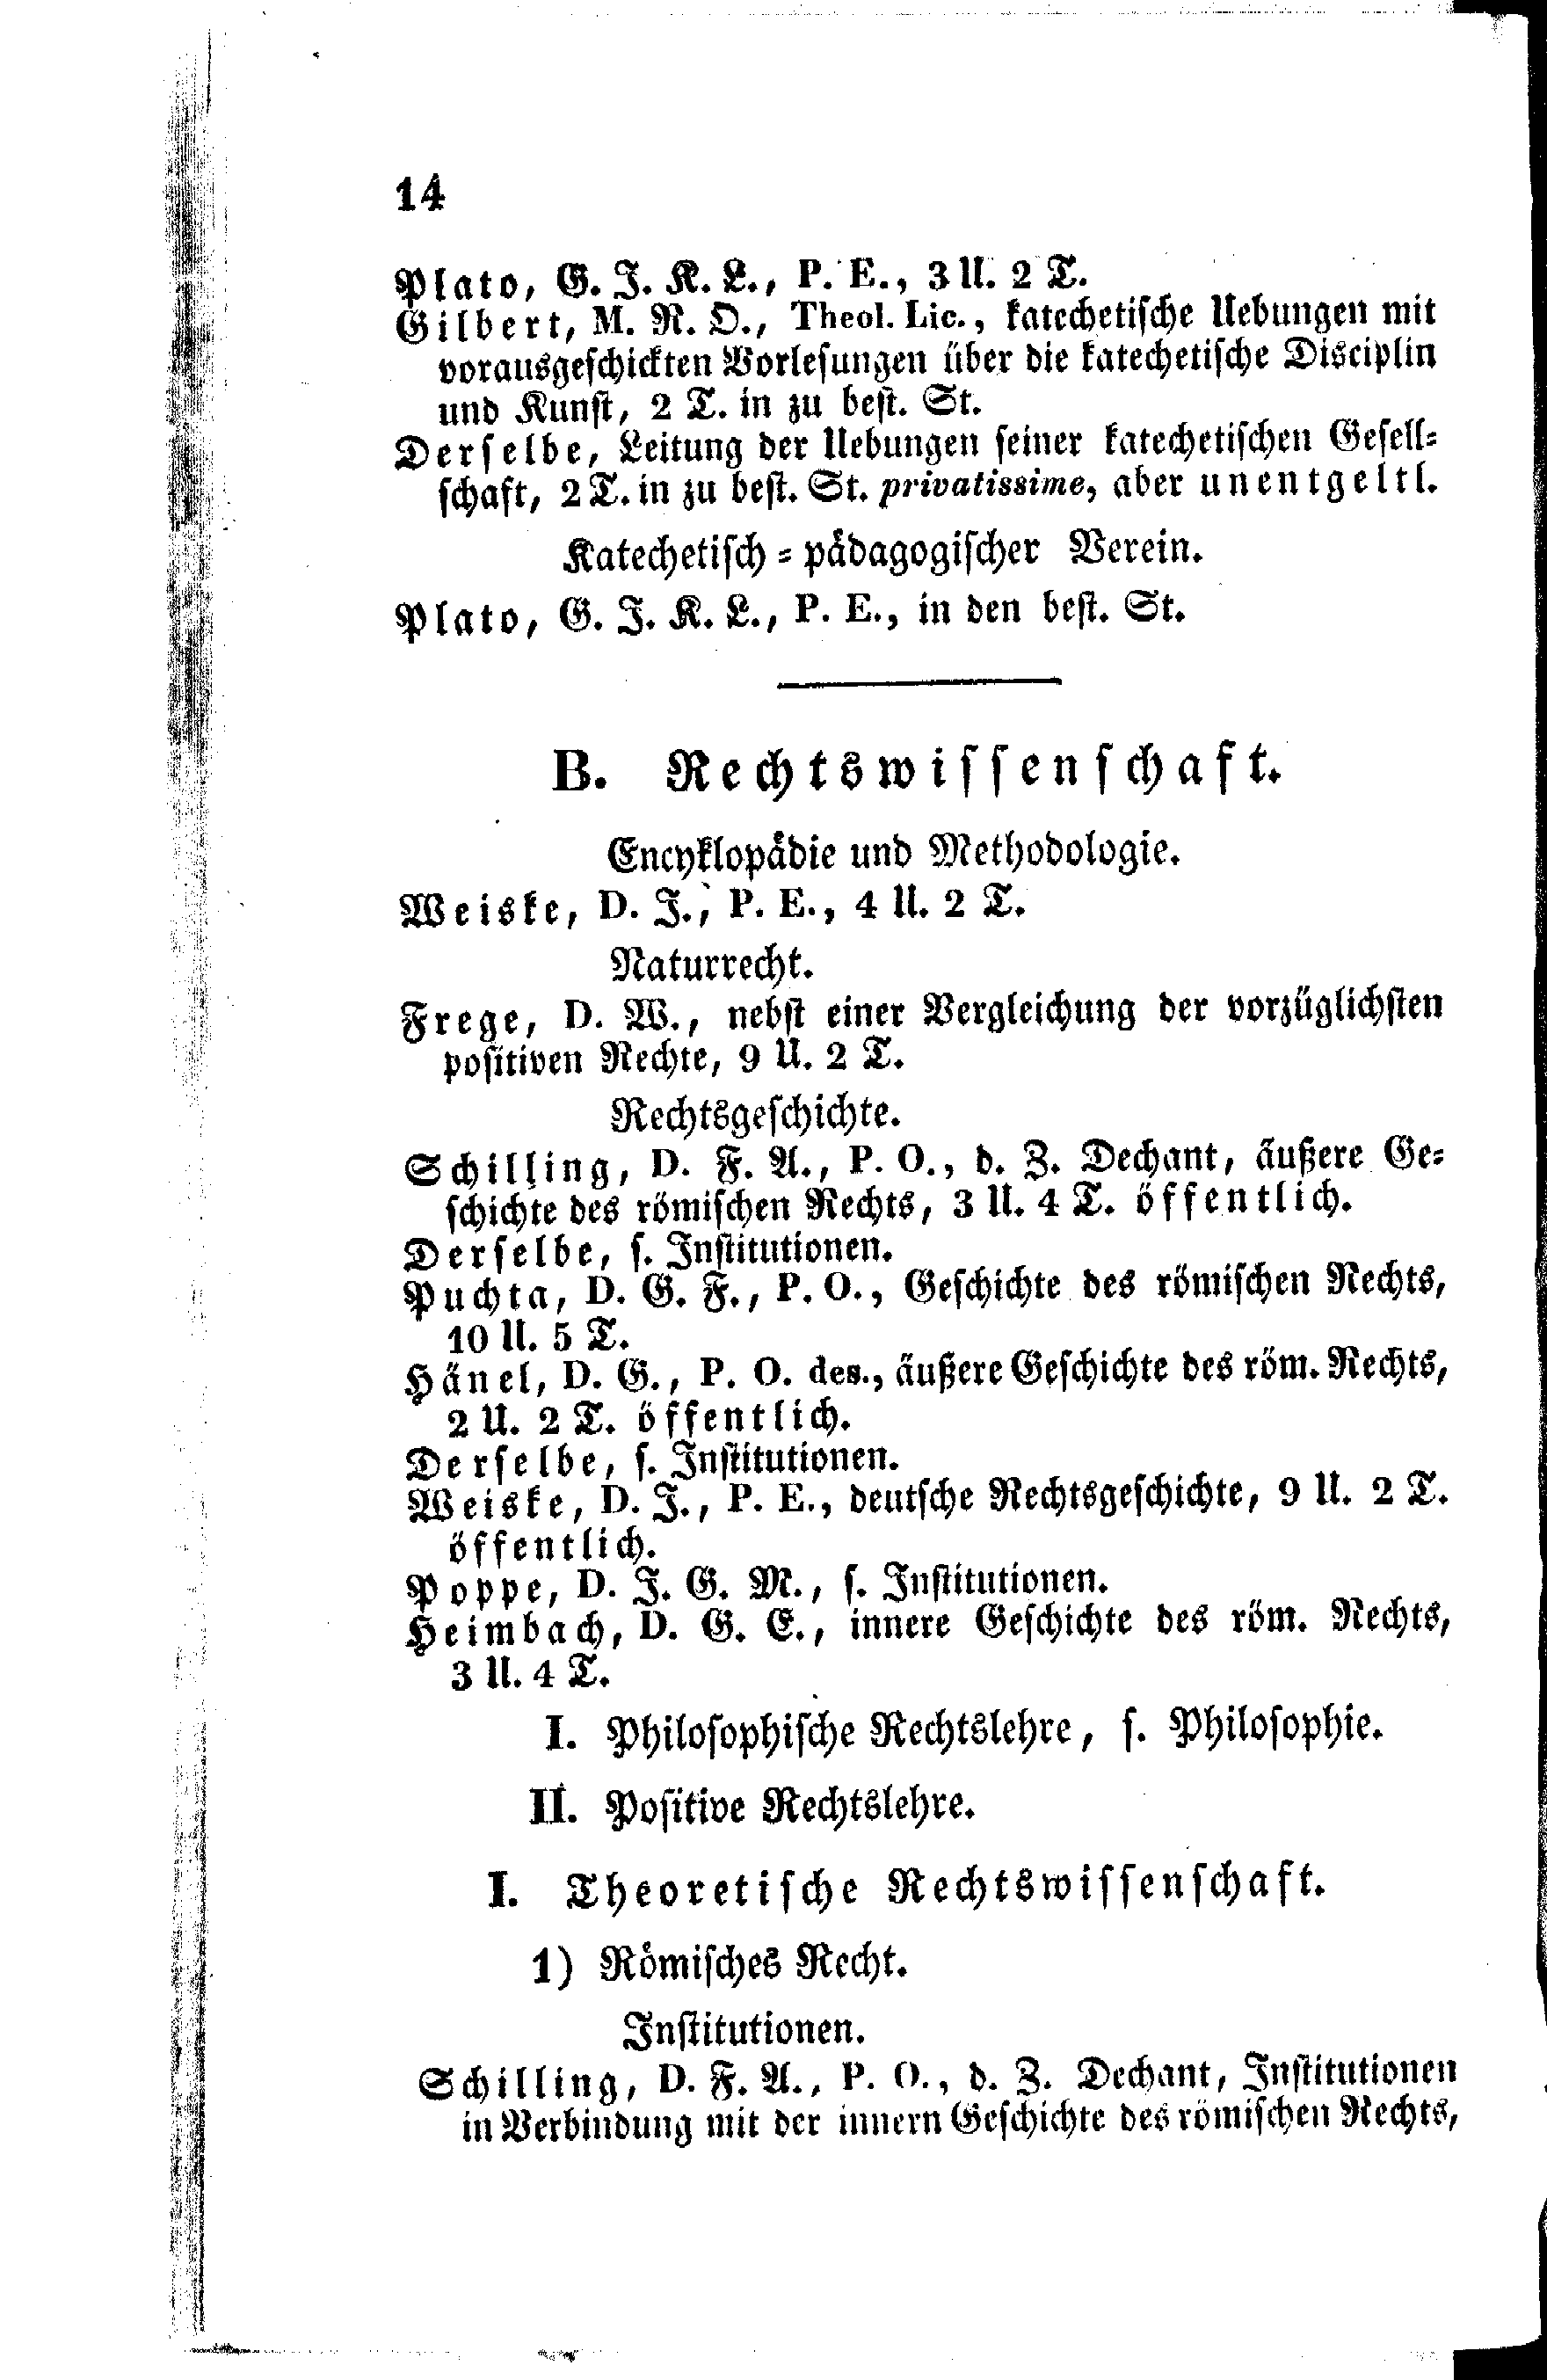 14
Plato, G. J. K. L., P. E., 3 U. 2 T.
Gilbert, M. R. O., Theol. Lic., katechetische Uebungen mit
vorausgeschickten Vorlesungen über die katechetische Disciplin
und Kunst, 2 T. in zu best. St.
Derselbe, Leitung der Uebungen seiner katechetischen Gesell-
schaft, 2 T. in zu best. St. privatissime, aber unentgeltl.
Katechetisch-pädagogischer Verein.
Plato, G. J. K. L., P. E., in den best. St.
B. Rechtswissenschaft.
Encyklopädie und Methodologie.
Weiske, D. J., P. E., 4 U. 2 T.
Naturrecht.
Frege, D. W., nebst einer Vergleichung der vorzüglichsten
positiven Rechte, 9 U. 2 T.
Rechtsgeschichte.
Schilling, D. F. A., P. O., d. Z. Dechant, äußere Ge-
schichte des römischen Rechts, 3 U. 4 T. öffentlich.
Derselbe, s. Institutionen.
Puchta, D. G. F., P. O., Geschichte des römischen Rechts,
10 U. 5 T.
Hänel, D. G., P. O. des., äußere Geschichte des röm. Rechts,
2 U. 2 T. öffentlich.
Derselbe, s. Institutionen.
Weiske, D. J., P. E., deutsche Rechtsgeschichte, 9 U. 2 T.
öffentlich.
Poppe, D. J. G. M., s. Institutionen.
Heimbach, D. G. E., innere Geschichte des röm. Rechts,
3 U. 4 T.
I. Philosophische Rechtslehre, s. Philosophie.
II. Positive Rechtslehre.
I. Theoretische Rechtswissenschaft.
1) Römisches Recht.
Institutionen.
Schilling, D. F. A., P. O., d. Z. Dechant, Institutionen
in Verbindung mit der innern Geschichte des römischen Rechts,